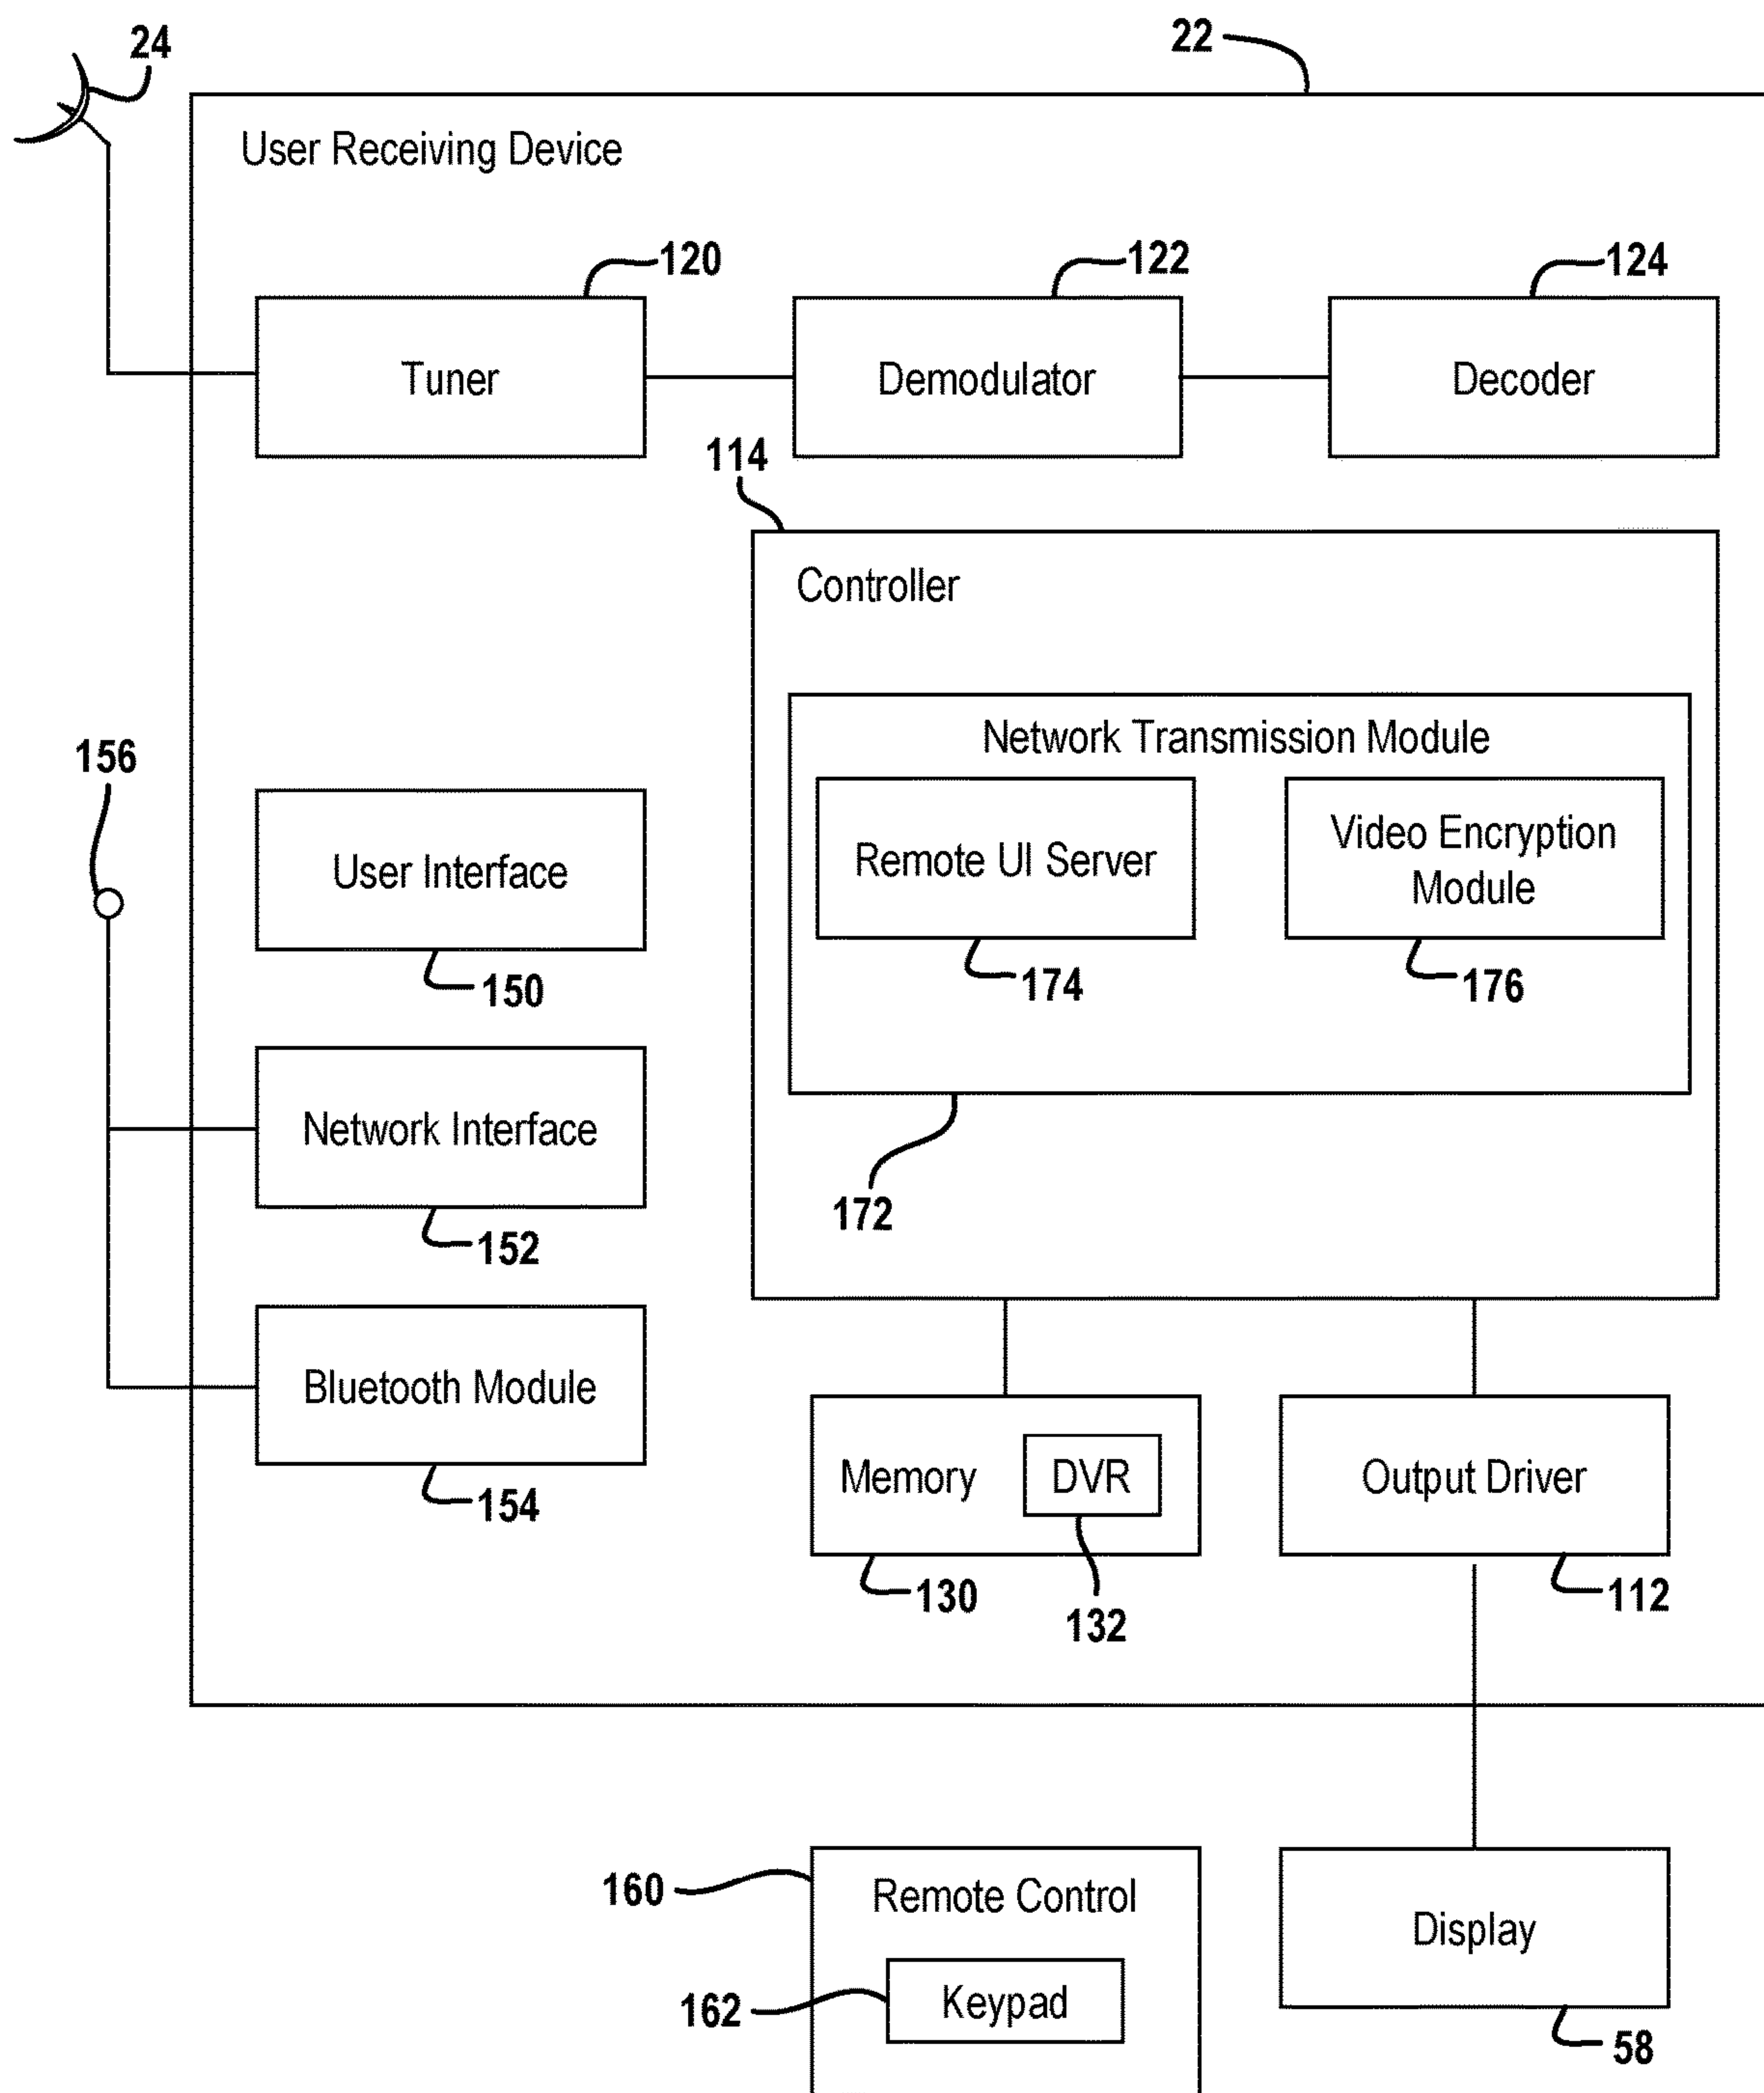 24
22
User Receiving Device
120
122
124
Tuner
Demodulator
Decoder
114
Controller
Network Transmission Module
156
User Interface
Remote UI Server
Video Encryption
Module
150
174
176
Network Interface
152
172
Bluetooth Module
154
Memory
DVR
Output Driver
130
132
112
160
Remote Control
Display
162
Keypad
58